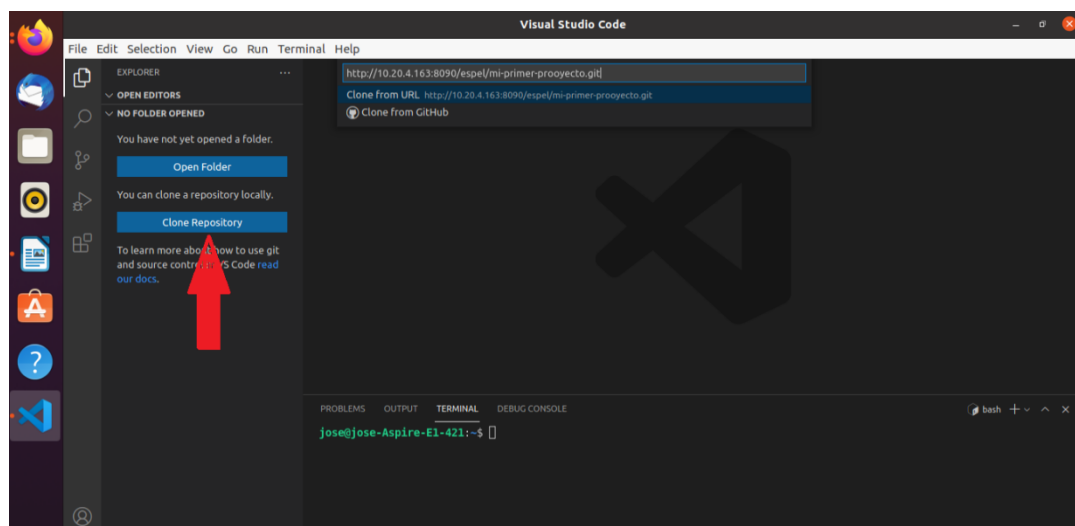 Visual Studio Code
File Edit Selection View Go Run Terminal Help
EXPLORER
http://10.20.4.163:8090/espel/mi-primer-prooyecto.git
OPEN EDITORS
Clone from URL http://10.20.4.163:8090/espel/mi-primer-prooyecto.git
NO FOLDER OPENED
Clone from GitHub
You have not yet opened a folder.
Open Folder
You can clone a repository locally.
Clone Repository
To learn more about how to use git
and source control VS Code read
our docs.
PROBLEMS OUTPUT TERMINAL DEBUG CONSOLE
bash
jose@jose-Aspire-E1-421:~$